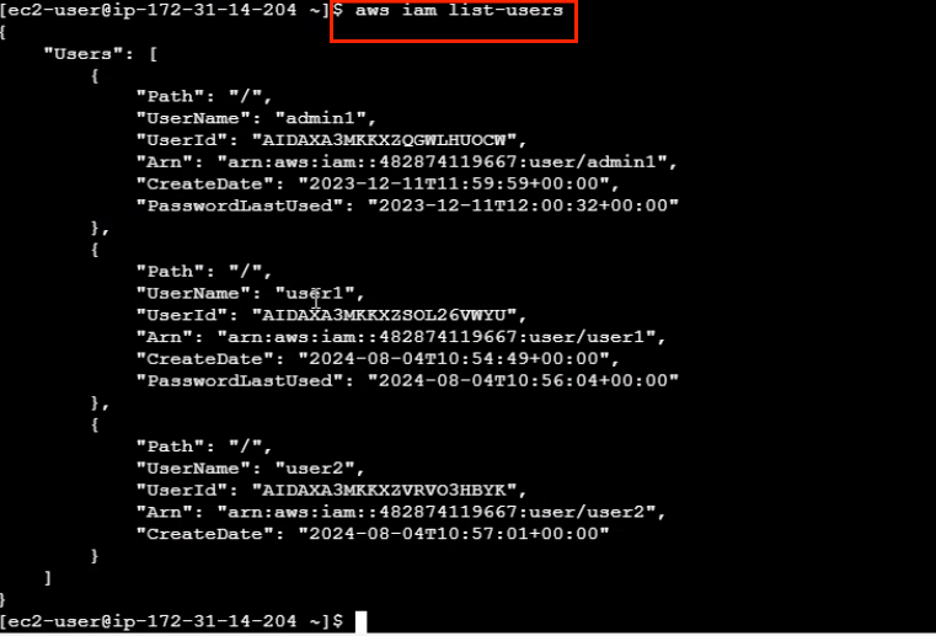 [ec2-user@ip-172-31-14-204 ~]$ aws iam list-users
{
    "Users": [
        {
            "Path": "/",
            "UserName": "admin1",
            "UserId": "AIDAXA3MKKXZQGWLHUOCW",
            "Arn": "arn:aws:iam::482874119667:user/admin1",
            "CreateDate": "2023-12-11T11:59:59+00:00",
            "PasswordLastUsed": "2023-12-11T12:00:32+00:00"
        },
        {
            "Path": "/",
            "UserName": "user1",
            "UserId": "AIDAXA3MKKXZSOL26VWYU",
            "Arn": "arn:aws:iam::482874119667:user/user1",
            "CreateDate": "2024-08-04T10:54:49+00:00",
            "PasswordLastUsed": "2024-08-04T10:56:04+00:00"
        },
        {
            "Path": "/",
            "UserName": "user2",
            "UserId": "AIDAXA3MKKXZVRVO3HBYK",
            "Arn": "arn:aws:iam::482874119667:user/user2",
            "CreateDate": "2024-08-04T10:57:01+00:00"
        }
    ]
}
[ec2-user@ip-172-31-14-204 ~]$